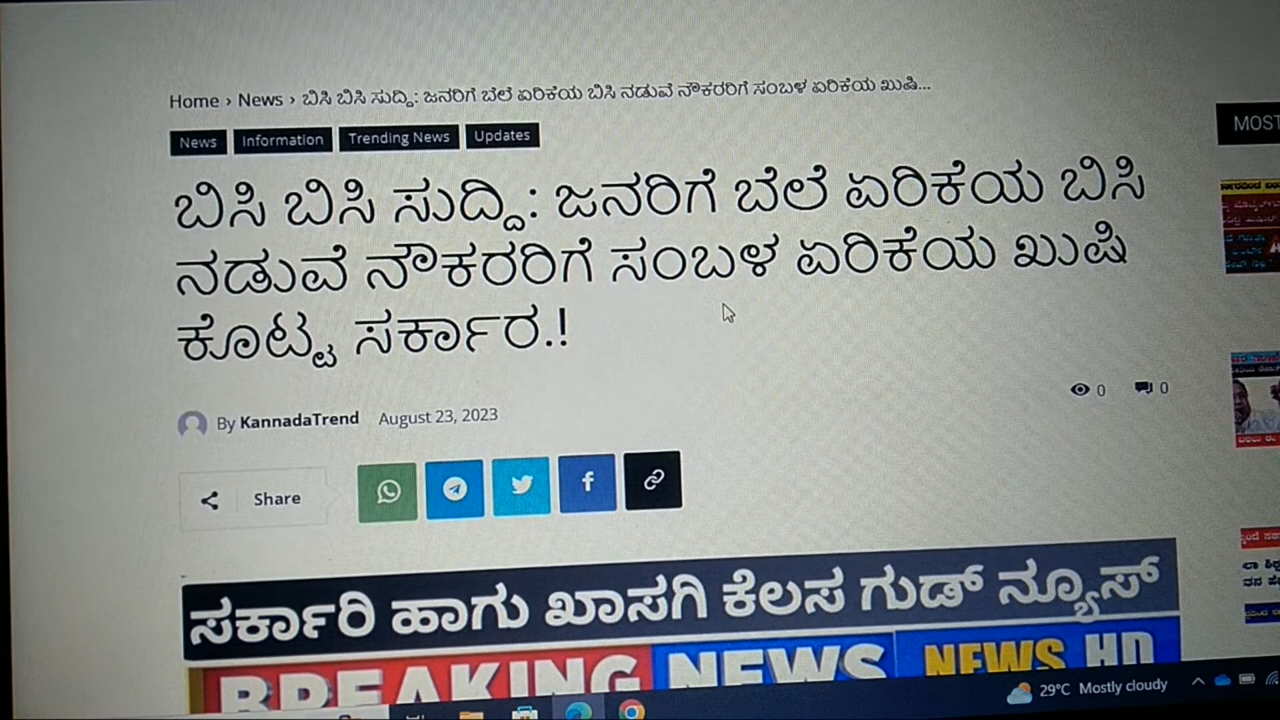 Home › News › ಬಿಸಿ ಬಿಸಿ ಸುದ್ದಿ: ಜನರಿಗೆ ಬೆಲೆ ಏರಿಕೆಯ ಬಿಸಿ ನಡುವೆ ನೌಕರರಿಗೆ ಸಂಬಳ ಏರಿಕೆಯ ಖುಷಿ...
MOST
News Information Trending News Updates
ಬಿಸಿ ಬಿಸಿ ಸುದ್ದಿ: ಜನರಿಗೆ ಬೆಲೆ ಏರಿಕೆಯ ಬಿಸಿ
ನಡುವೆ ನೌಕರರಿಗೆ ಸಂಬಳ ಏರಿಕೆಯ ಖುಷಿ
ಕೊಟ್ಟ ಸರ್ಕಾರ.!
By KannadaTrend August 23, 2023
0 0
Share
ಸರ್ಕಾರಿ ಹಾಗು ಖಾಸಗಿ ಕೆಲಸ ಗುಡ್ ನ್ಯೂಸ್
BREAKING NEWS NEWS HD
29°C Mostly cloudy